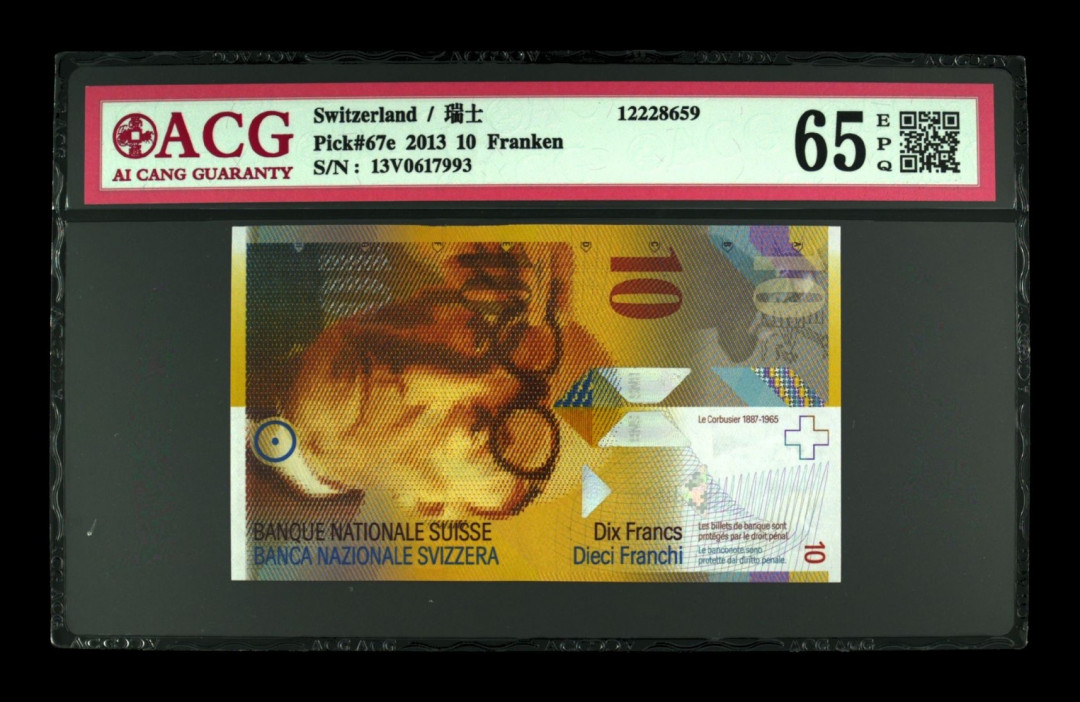 ACG
AI CANG GUARANTY
Switzerland / 瑞士
12228659
Pick#67e 2013 10 Franken
S/N : 13V0617993
65
EPQ
10
10
Le Corbusier 1887-1965
BANQUE NATIONALE SUISSE
BANCA NAZIONALE SVIZZERA
Dix Francs
Dieci Franchi
Les billets de banque sont
protégés par le droit pénal.
Le banconote sono
protette dal diritto penale.
10